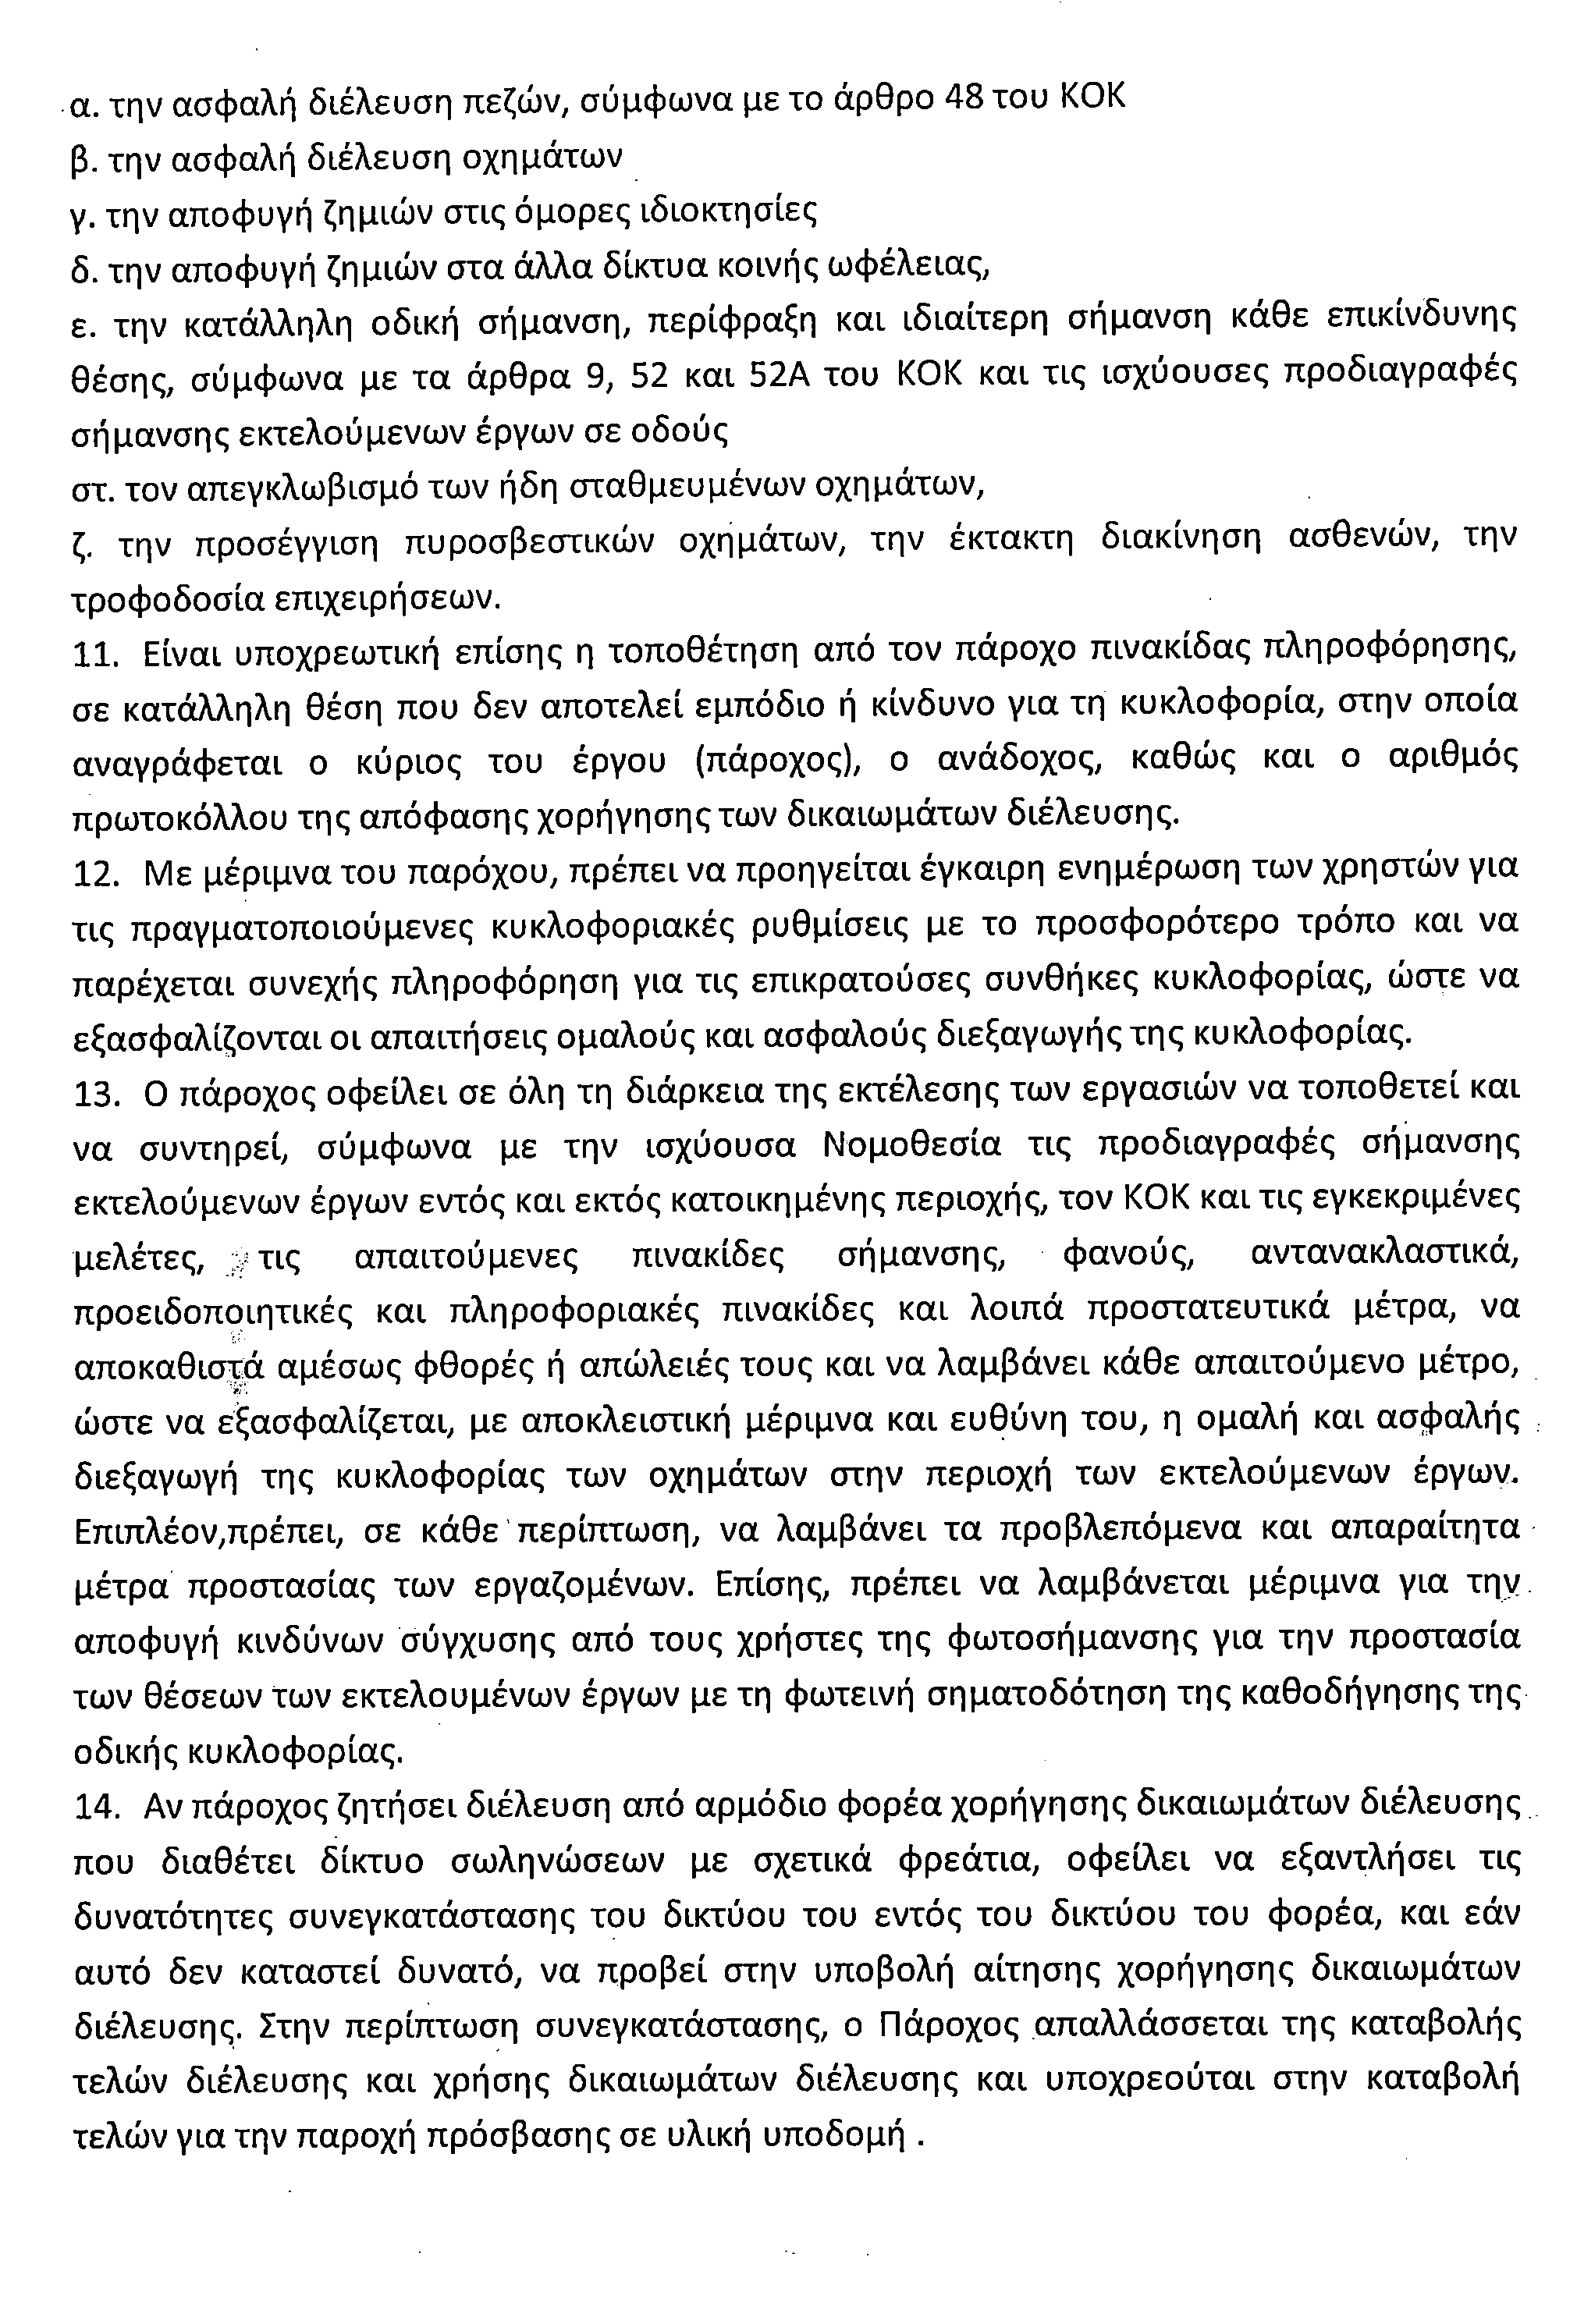 α. την ασφαλή διέλευση πεζών, σύμφωνα με το άρθρο 48 του ΚΟΚ
β. την ασφαλή διέλευση οχημάτων
γ. την αποφυγή ζημιών στις όμορες ιδιοκτησίες
δ. την αποφυγή ζημιών στα άλλα δίκτυα κοινής ωφέλειας,
ε. την κατάλληλη οδική σήμανση, περίφραξη και ιδιαίτερη σήμανση κάθε επικίνδυνης
θέσης, σύμφωνα με τα άρθρα 9, 52 και 52Α του ΚΟΚ και τις ισχύουσες προδιαγραφές
σήμανσης εκτελούμενων έργων σε οδούς
στ. τον απεγκλωβισμό των ήδη σταθμευμένων οχημάτων,
ζ. την προσέγγιση πυροσβεστικών οχημάτων, την έκτακτη διακίνηση ασθενών, την
τροφοδοσία επιχειρήσεων.
11. Είναι υποχρεωτική επίσης η τοποθέτηση από τον πάροχο πινακίδας πληροφόρησης,
σε κατάλληλη θέση που δεν αποτελεί εμπόδιο ή κίνδυνο για τη κυκλοφορία, στην οποία
αναγράφεται ο κύριος του έργου (πάροχος), ο ανάδοχος, καθώς και ο αριθμός
πρωτοκόλλου της απόφασης χορήγησης των δικαιωμάτων διέλευσης.
12. Με μέριμνα του παρόχου, πρέπει να προηγείται έγκαιρη ενημέρωση των χρηστών για
τις πραγματοποιούμενες κυκλοφοριακές ρυθμίσεις με το προσφορότερο τρόπο και να
παρέχεται συνεχής πληροφόρηση για τις επικρατούσες συνθήκες κυκλοφορίας, ώστε να
εξασφαλίζονται οι απαιτήσεις ομαλούς και ασφαλούς διεξαγωγής της κυκλοφορίας.
13. Ο πάροχος οφείλει σε όλη τη διάρκεια της εκτέλεσης των εργασιών να τοποθετεί και
να συντηρεί, σύμφωνα με την ισχύουσα Νομοθεσία τις προδιαγραφές σήμανσης
εκτελούμενων έργων εντός και εκτός κατοικημένης περιοχής, τον ΚΟΚ και τις εγκεκριμένες
μελέτες, τις απαιτούμενες πινακίδες σήμανσης, φανούς, αντανακλαστικά,
προειδοποιητικές και πληροφοριακές πινακίδες και λοιπά προστατευτικά μέτρα, να
αποκαθιστά αμέσως φθορές ή απώλειές τους και να λαμβάνει κάθε απαιτούμενο μέτρο,
ώστε να εξασφαλίζεται, με αποκλειστική μέριμνα και ευθύνη του, η ομαλή και ασφαλής
διεξαγωγή της κυκλοφορίας των οχημάτων στην περιοχή των εκτελούμενων έργων.
Επιπλέον,πρέπει, σε κάθε περίπτωση, να λαμβάνει τα προβλεπόμενα και απαραίτητα
μέτρα προστασίας των εργαζομένων. Επίσης, πρέπει να λαμβάνεται μέριμνα για την
αποφυγή κινδύνων σύγχυσης από τους χρήστες της φωτοσήμανσης για την προστασία
των θέσεων των εκτελουμένων έργων με τη φωτεινή σηματοδότηση της καθοδήγησης της
οδικής κυκλοφορίας.
14. Αν πάροχος ζητήσει διέλευση από αρμόδιο φορέα χορήγησης δικαιωμάτων διέλευσης
που διαθέτει δίκτυο σωληνώσεων με σχετικά φρεάτια, οφείλει να εξαντλήσει τις
δυνατότητες συνεγκατάστασης του δικτύου του εντός του δικτύου του φορέα, και εάν
αυτό δεν καταστεί δυνατό, να προβεί στην υποβολή αίτησης χορήγησης δικαιωμάτων
διέλευσης. Στην περίπτωση συνεγκατάστασης, ο Πάροχος απαλλάσσεται της καταβολής
τελών διέλευσης και χρήσης δικαιωμάτων διέλευσης και υποχρεούται στην καταβολή
τελών για την παροχή πρόσβασης σε υλική υποδομή .